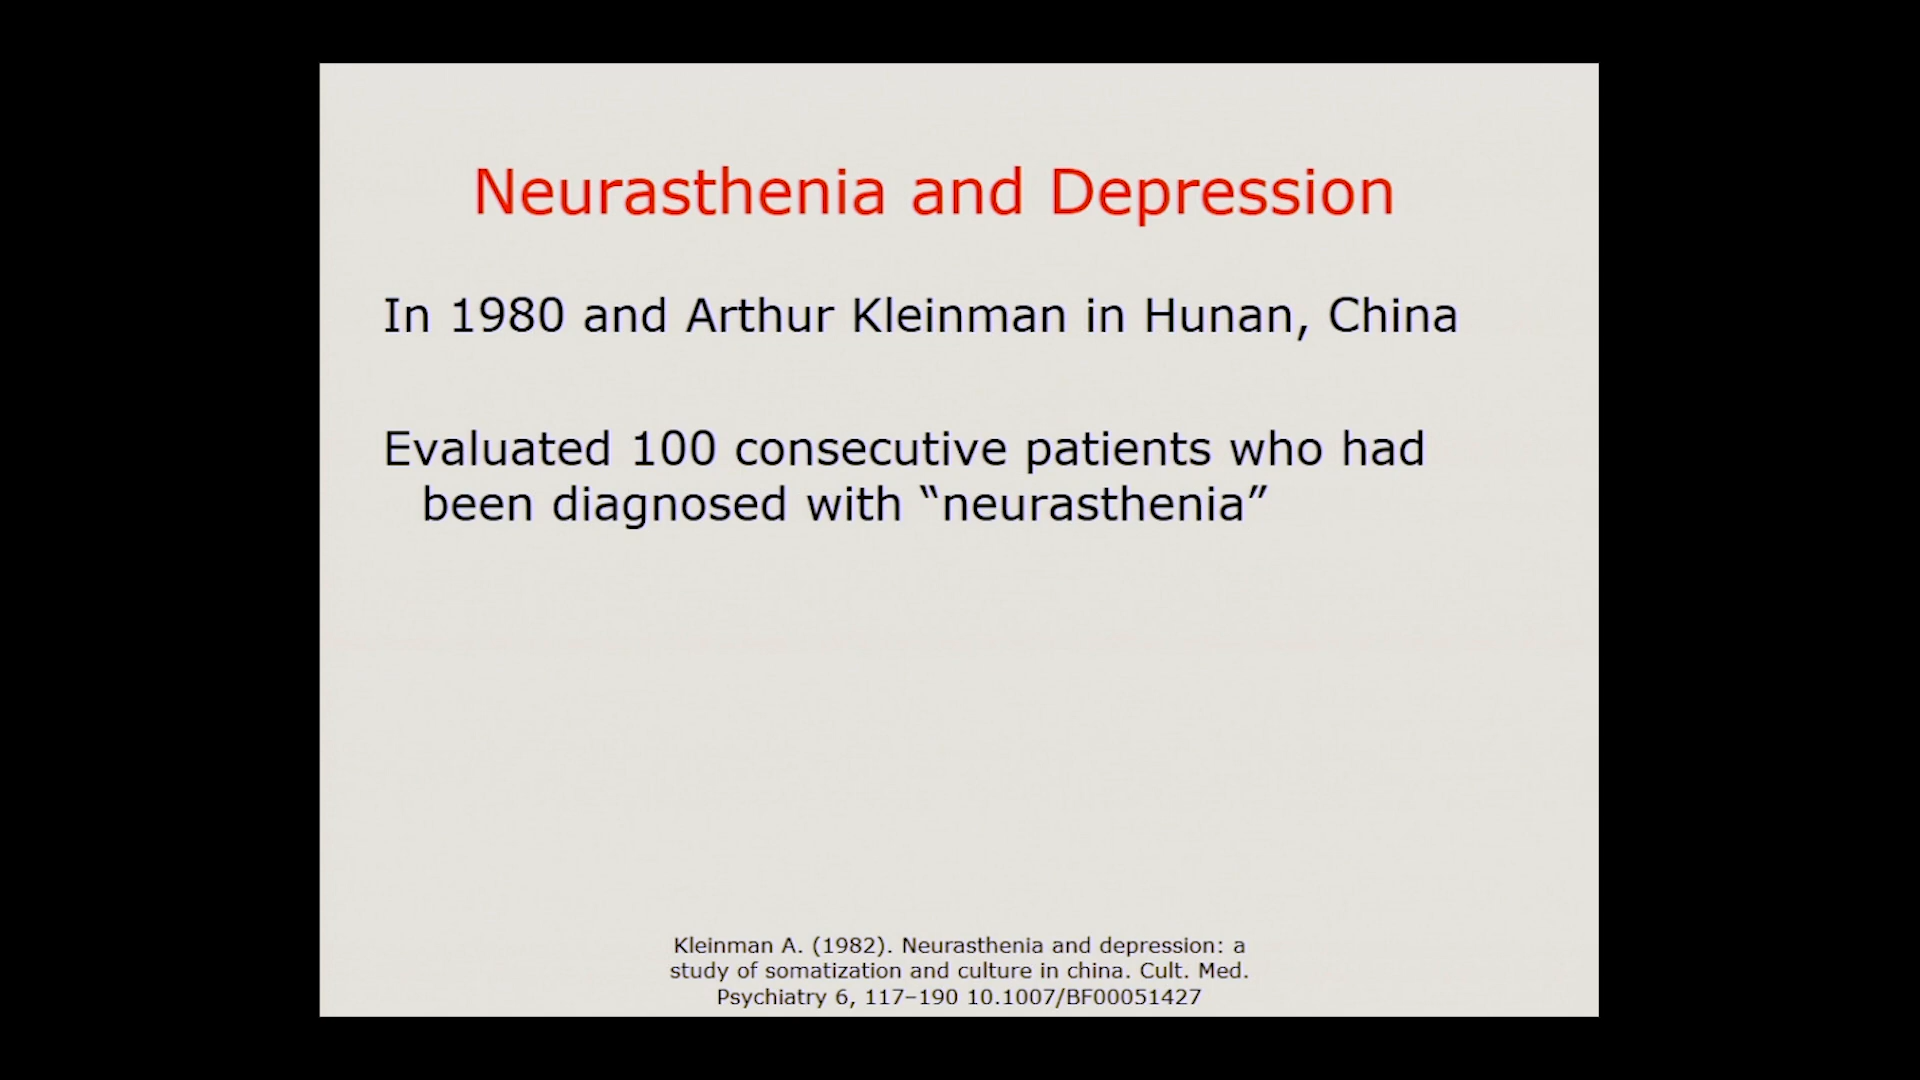 Neurasthenia and Depression
In 1980 and Arthur Kleinman in Hunan, China
Evaluated 100 consecutive patients who had
been diagnosed with “neurasthenia”
Kleinman A. (1982). Neurasthenia and depression: a
study of somatization and culture in china. Cult. Med.
Psychiatry 6, 117–190 10.1007/BF00051427